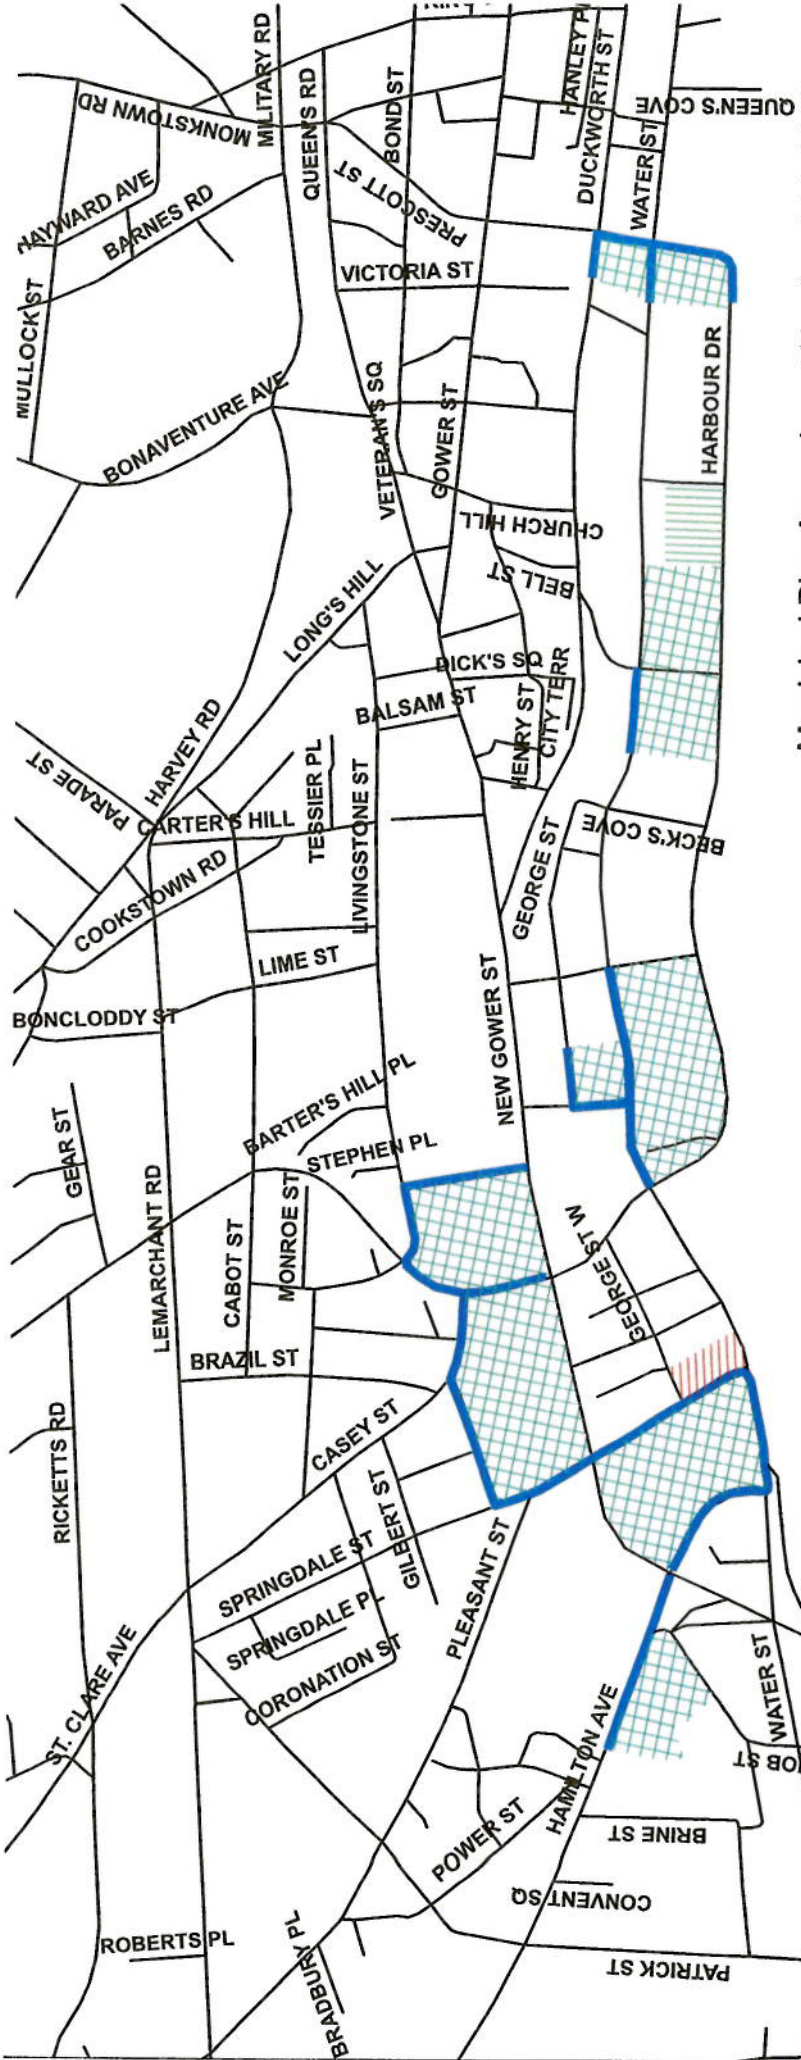 MILITARY RD
DUCKWORTH ST
QUEEN'S RD
BOND ST
MONKSTOWN RD
QUEEN'S COVE
WATER ST
HAYWARD AVE
BARNES RD
PRESCOTT ST
VICTORIA ST
MULLOCK ST
BONAVENTURE AVE
VETERAN'S SQ
GOWER ST
HARBOUR DR
CHURCH HILL
BELL ST
LONG'S HILL
DICK'S SQ
BALSAM ST
HENRY ST
CITY TERR
HARVEY RD
PARADE ST
CARTER'S HILL
TESSIER PL
LIVINGSTONE ST
GEORGE ST
BECK'S COVE
COOKSTOWN RD
LIME ST
NEW GOWER ST
BONCLODDY ST
BARTER'S HILL PL
STEPHEN PL
GEAR ST
LEMARCHANT RD
CABOT ST
MONROE ST
GEORGE ST W
BRAZIL ST
CASEY ST
RICKETTS RD
GILBERT ST
SPRINGDALE ST
SPRINGDALE PL
PLEASANT ST
CORONATION ST
ST. CLARE AVE
WATER ST
JOB ST
HAMILTON AVE
POWER ST
BRINE ST
CONVENT SQ
ROBERTS PL
BRADBURY PL
PATRICK ST